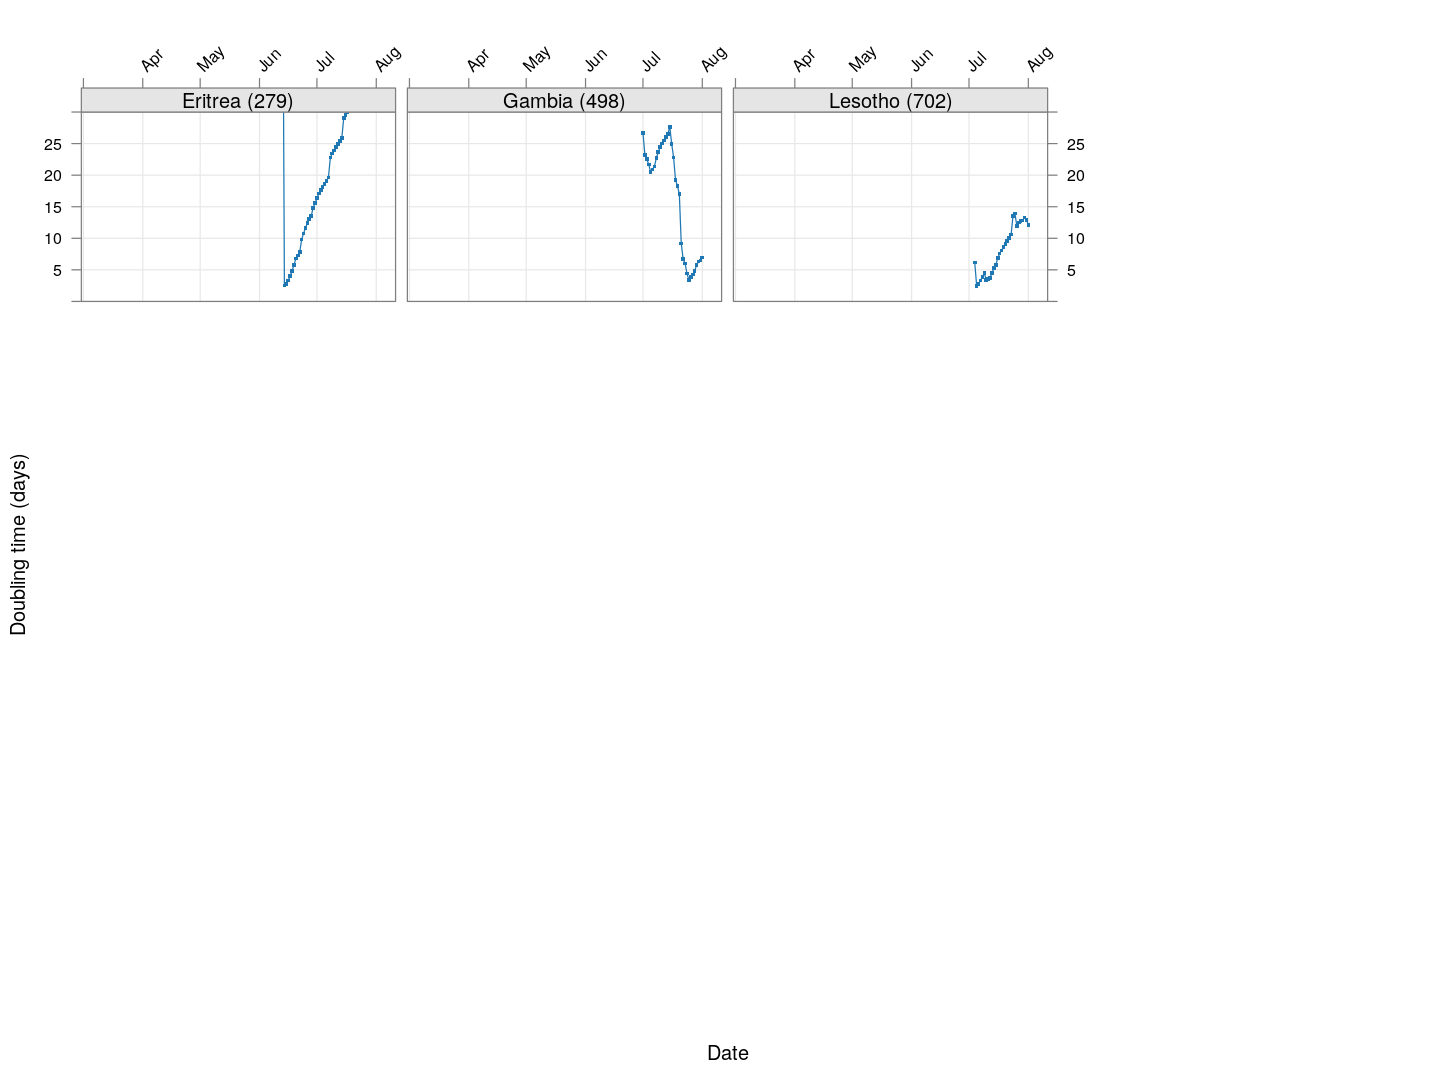 Apr May Jun Jul Aug Apr May Jun Jul Aug Apr May Jun Jul Aug
Eritrea (279) Gambia (498) Lesotho (702)
25 25
20 20
15 15
10 10
5 5
Doubling time (days)
Date